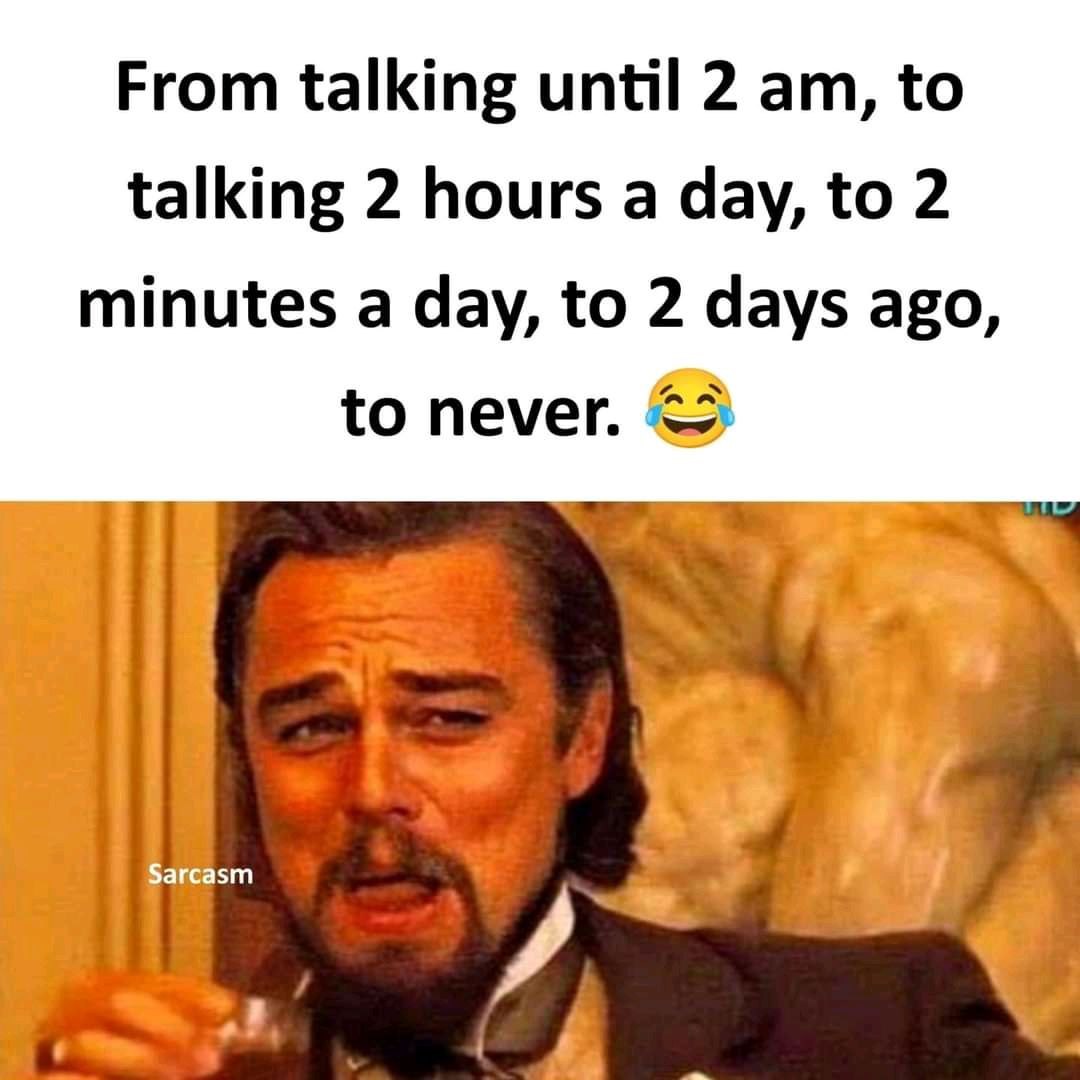 From talking until 2 am, to
talking 2 hours a day, to 2
minutes a day, to 2 days ago,
to never. 😂
HD
Sarcasm